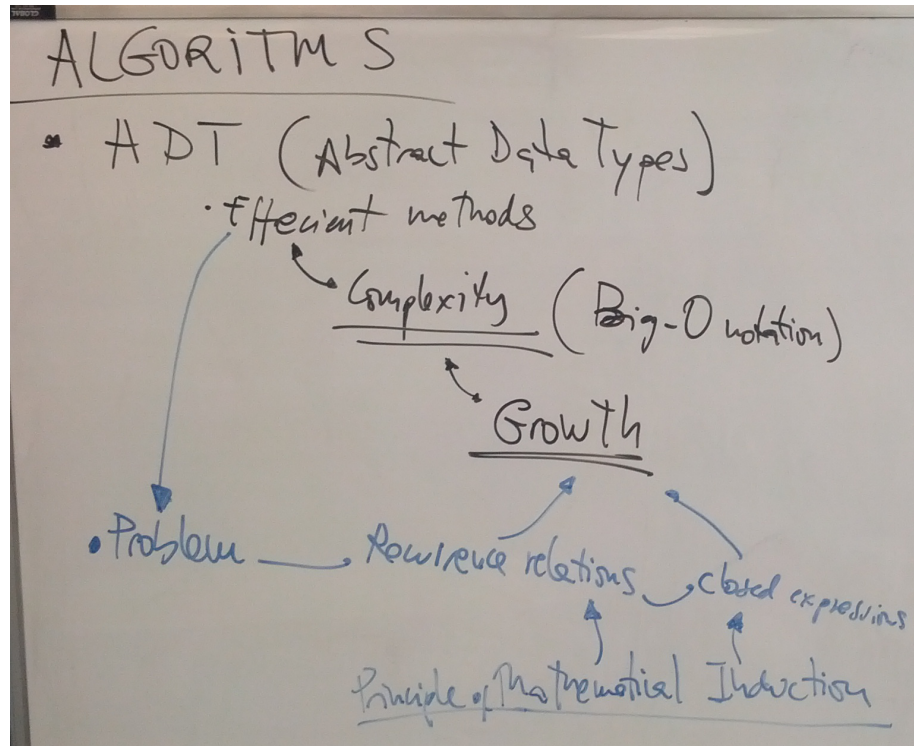 ALGORITMS
ADT (Abstract Data Types)
Effecient methods
Complexity (Big-O notation)
Growth
Problem
Recurrence relations
closed expressions
Principle of Mathematical Induction